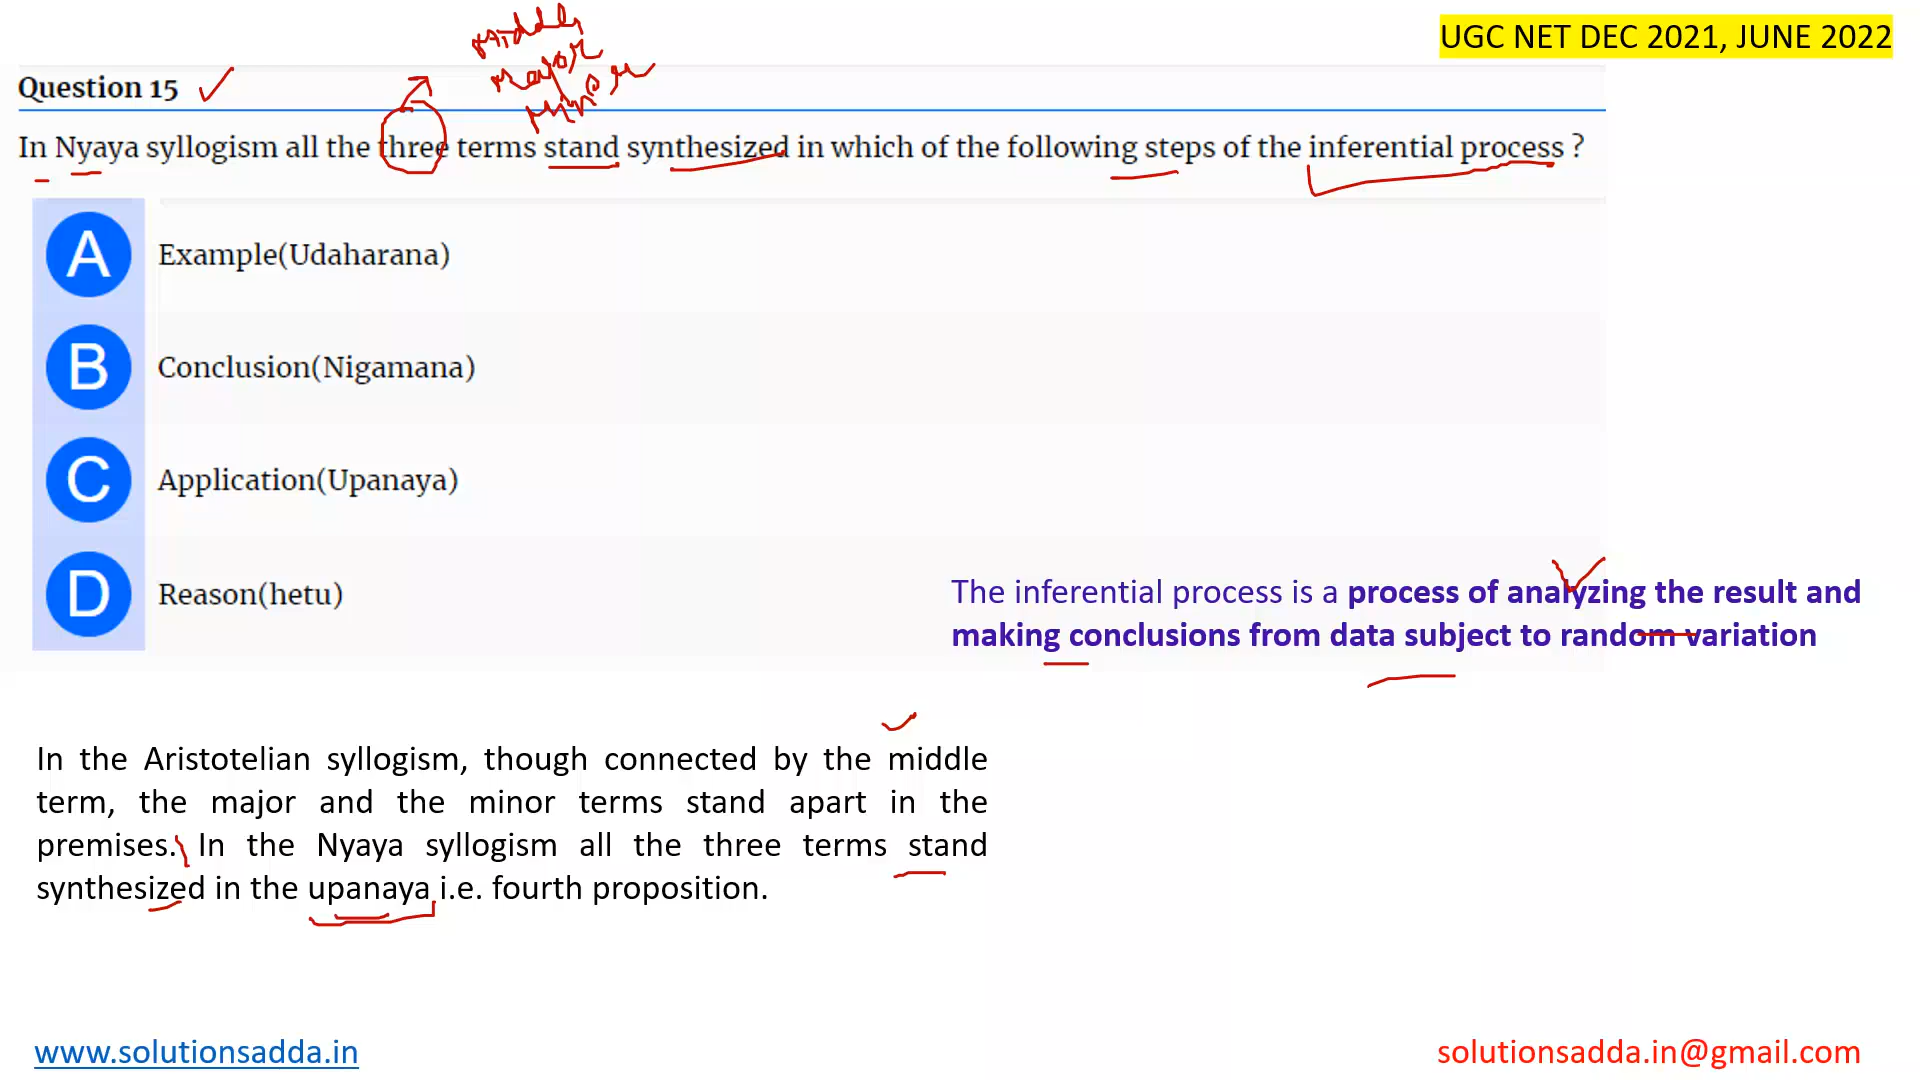 UGC NET DEC 2021, JUNE 2022
Middle
Major
Minor
Question 15
In Nyaya syllogism all the three terms stand synthesized in which of the following steps of the inferential process ?
A Example(Udaharana)
B Conclusion(Nigamana)
C Application(Upanaya)
D Reason(hetu)
The inferential process is a process of analyzing the result and
making conclusions from data subject to random variation
In the Aristotelian syllogism, though connected by the middle
term, the major and the minor terms stand apart in the
premises. In the Nyaya syllogism all the three terms stand
synthesized in the upanaya i.e. fourth proposition.
www.solutionsadda.in
solutionsadda.in@gmail.com